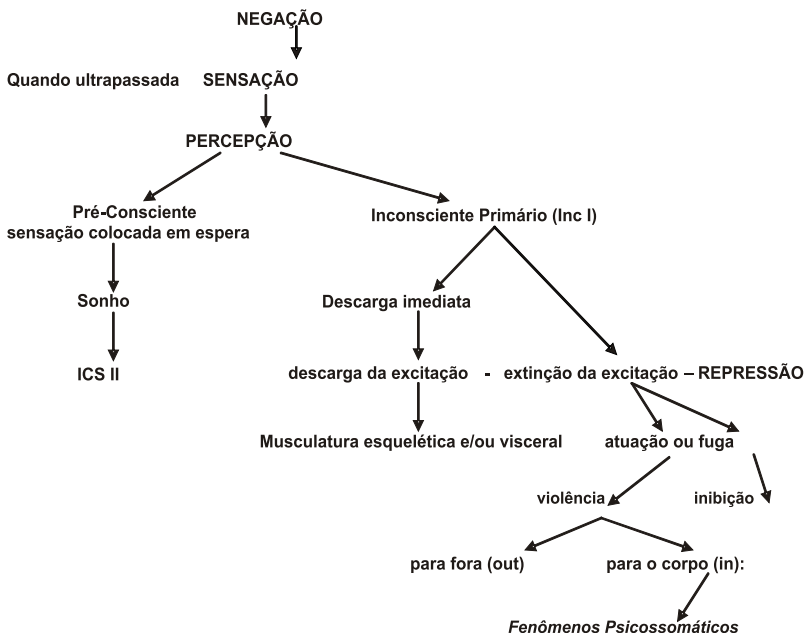 NEGAÇÃO
Quando ultrapassada SENSAÇÃO
PERCEPÇÃO
Pré-Consciente
sensação colocada em espera
Inconsciente Primário (Inc I)
Sonho
Descarga imediata
ICS II
descarga da excitação - extinção da excitação – REPRESSÃO
Musculatura esquelética e/ou visceral
atuação ou fuga
violência
inibição
para fora (out)
para o corpo (in):
Fenômenos Psicossomáticos